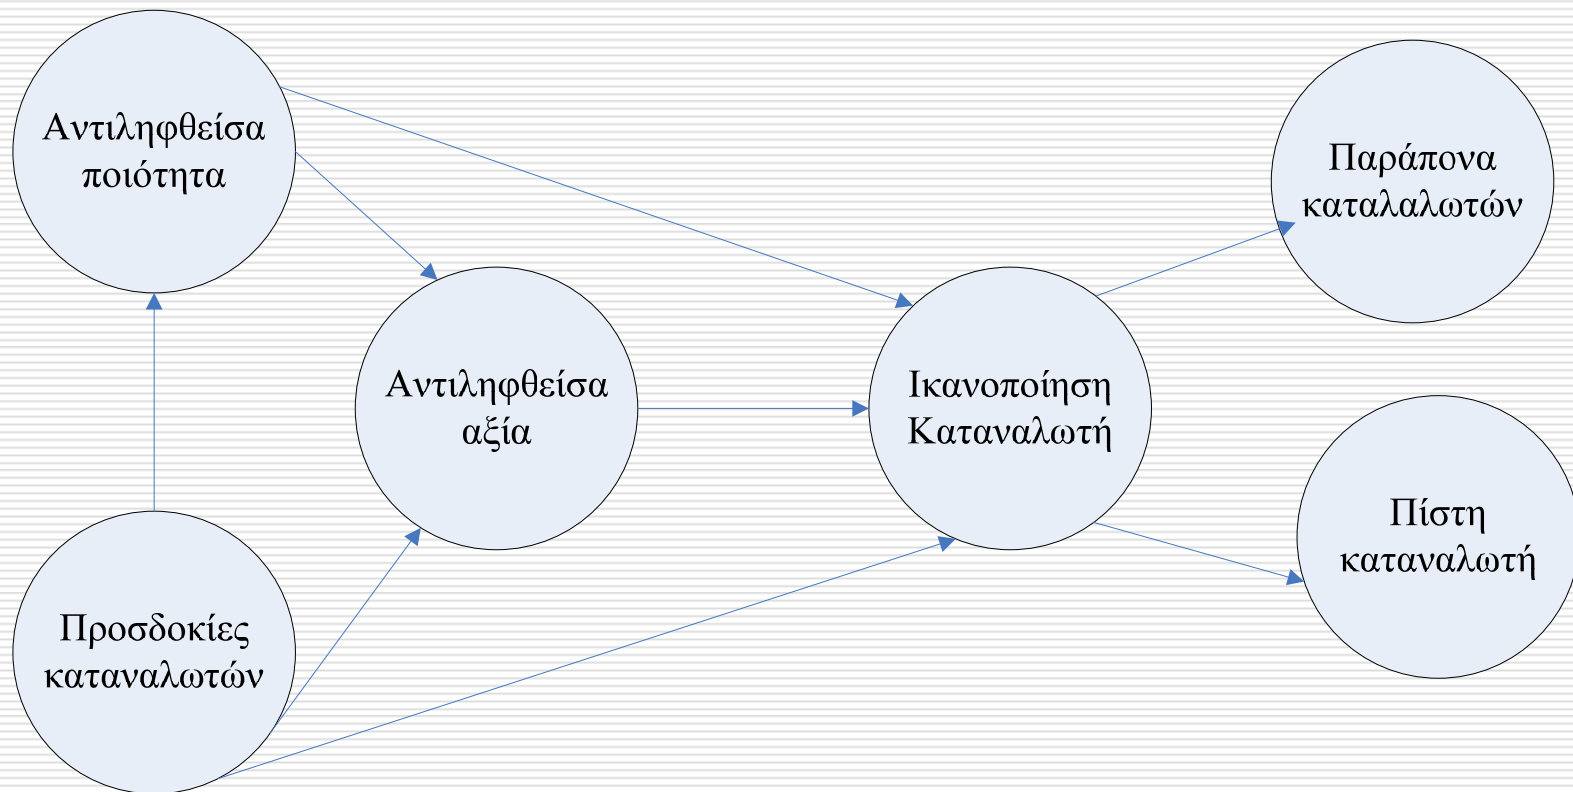 Αντιληφθείσα
ποιότητα
Παράπονα
καταλαλωτών
Αντιληφθείσα
αξία
Ικανοποίηση
Καταναλωτή
Πίστη
καταναλωτή
Προσδοκίες
καταναλωτών